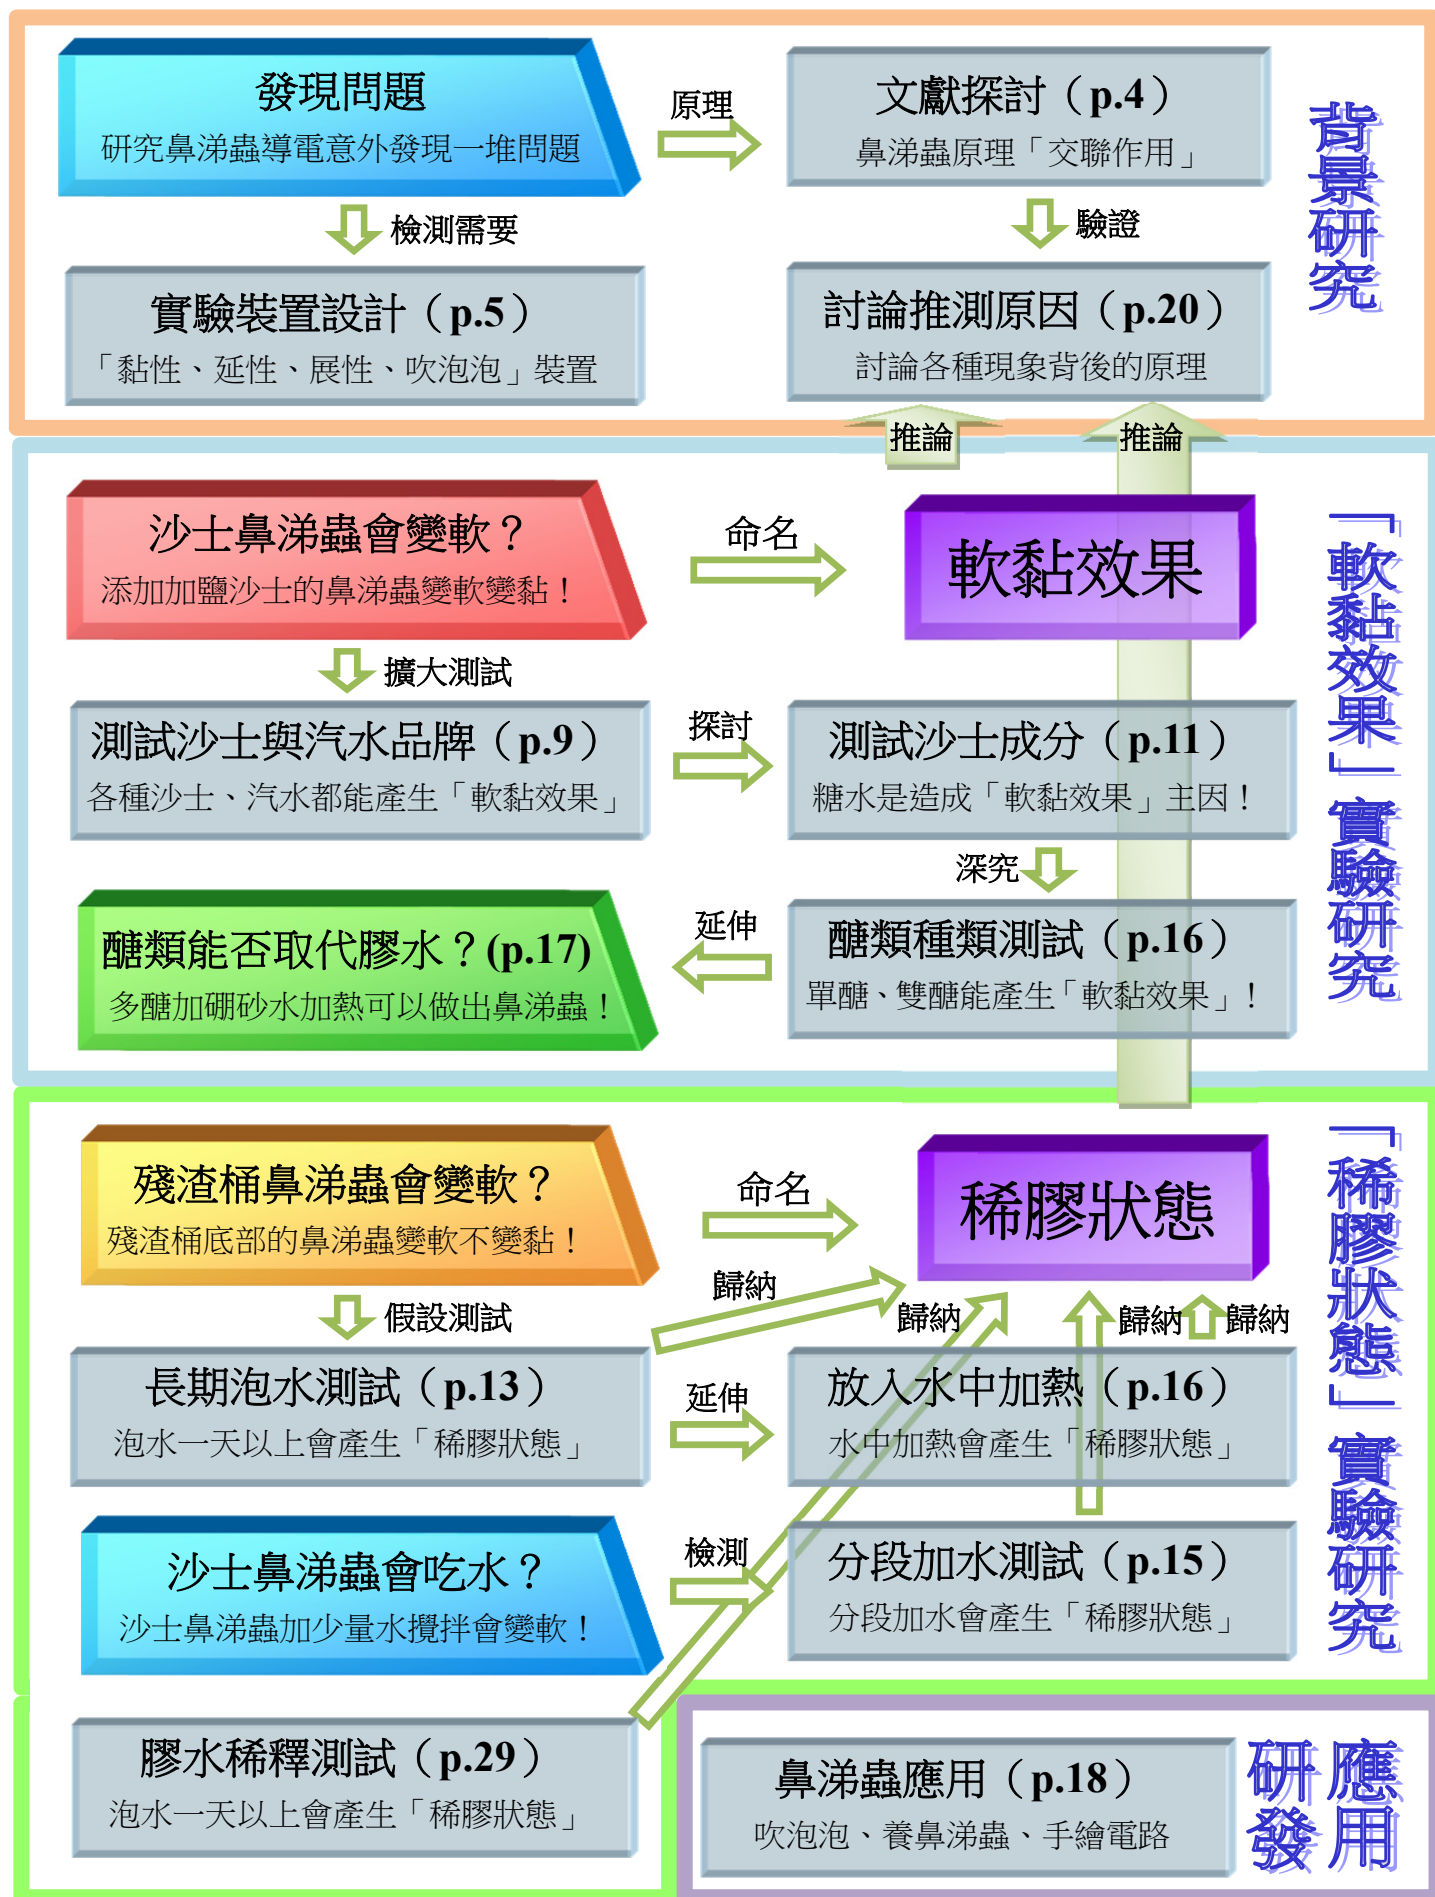 發現問題
研究鼻涕蟲導電意外發現一堆問題
原理
文獻探討（p.4）
鼻涕蟲原理「交聯作用」
背景研究
檢測需要
驗證
實驗裝置設計（p.5）
「黏性、延性、展性、吹泡泡」裝置
討論推測原因（p.20）
討論各種現象背後的原理
推論
推論
沙士鼻涕蟲會變軟？
添加加鹽沙士的鼻涕蟲變軟變黏！
命名
軟黏效果
「軟黏效果」實驗研究
擴大測試
測試沙士與汽水品牌（p.9）
各種沙士、汽水都能產生「軟黏效果」
探討
測試沙士成分（p.11）
糖水是造成「軟黏效果」主因！
深究
醣類能否取代膠水？(p.17)
多醣加硼砂水加熱可以做出鼻涕蟲！
延伸
醣類種類測試（p.16）
單醣、雙醣能產生「軟黏效果」！
殘渣桶鼻涕蟲會變軟？
殘渣桶底部的鼻涕蟲變軟不變黏！
命名
稀膠狀態
「稀膠狀態」實驗研究
假設測試
歸納
歸納
歸納
歸納
長期泡水測試（p.13）
泡水一天以上會產生「稀膠狀態」
延伸
放入水中加熱（p.16）
水中加熱會產生「稀膠狀態」
沙士鼻涕蟲會吃水？
沙士鼻涕蟲加少量水攪拌會變軟！
檢測
分段加水測試（p.15）
分段加水會產生「稀膠狀態」
膠水稀釋測試（p.29）
泡水一天以上會產生「稀膠狀態」
鼻涕蟲應用（p.18）
吹泡泡、養鼻涕蟲、手繪電路
應用
研發